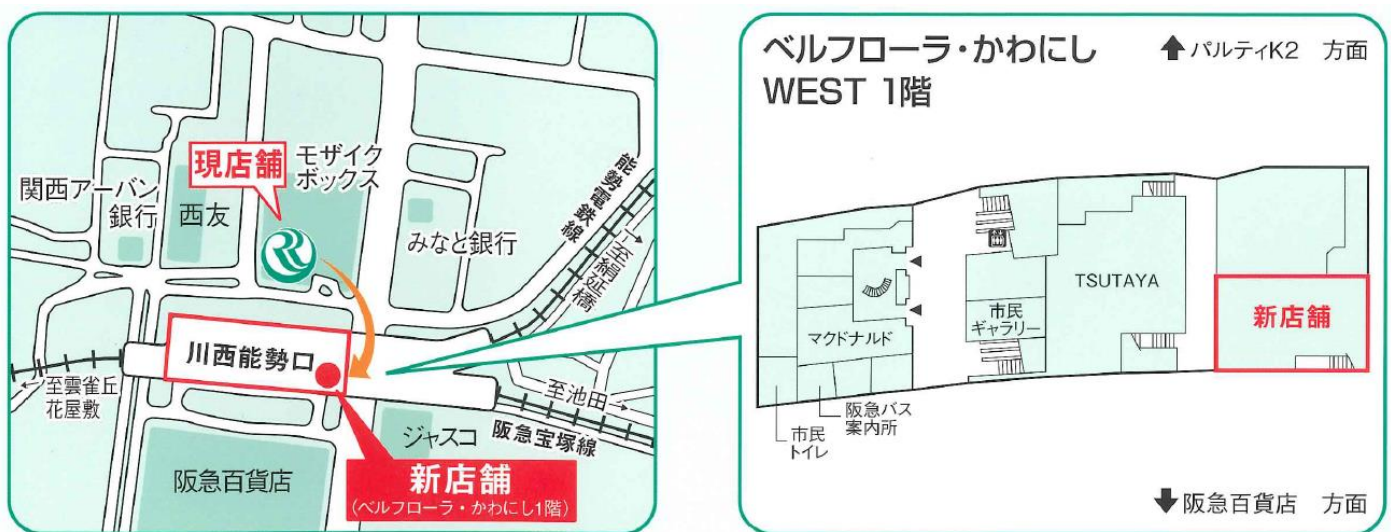 現店舗
モザイク
ボックス
関西アーバン
銀行
西友
みなと銀行
能勢電鉄線
至絹延橋
川西能勢口
至雲雀丘
花屋敷
至池田
阪急宝塚線
ジャスコ
阪急百貨店
新店舗
(ベルフローラ・かわにし1階)
ベルフローラ・かわにし
WEST 1階
パルティK2 方面
TSUTAYA
新店舗
市民
ギャラリー
マクドナルド
阪急バス
案内所
市民
トイレ
阪急百貨店 方面